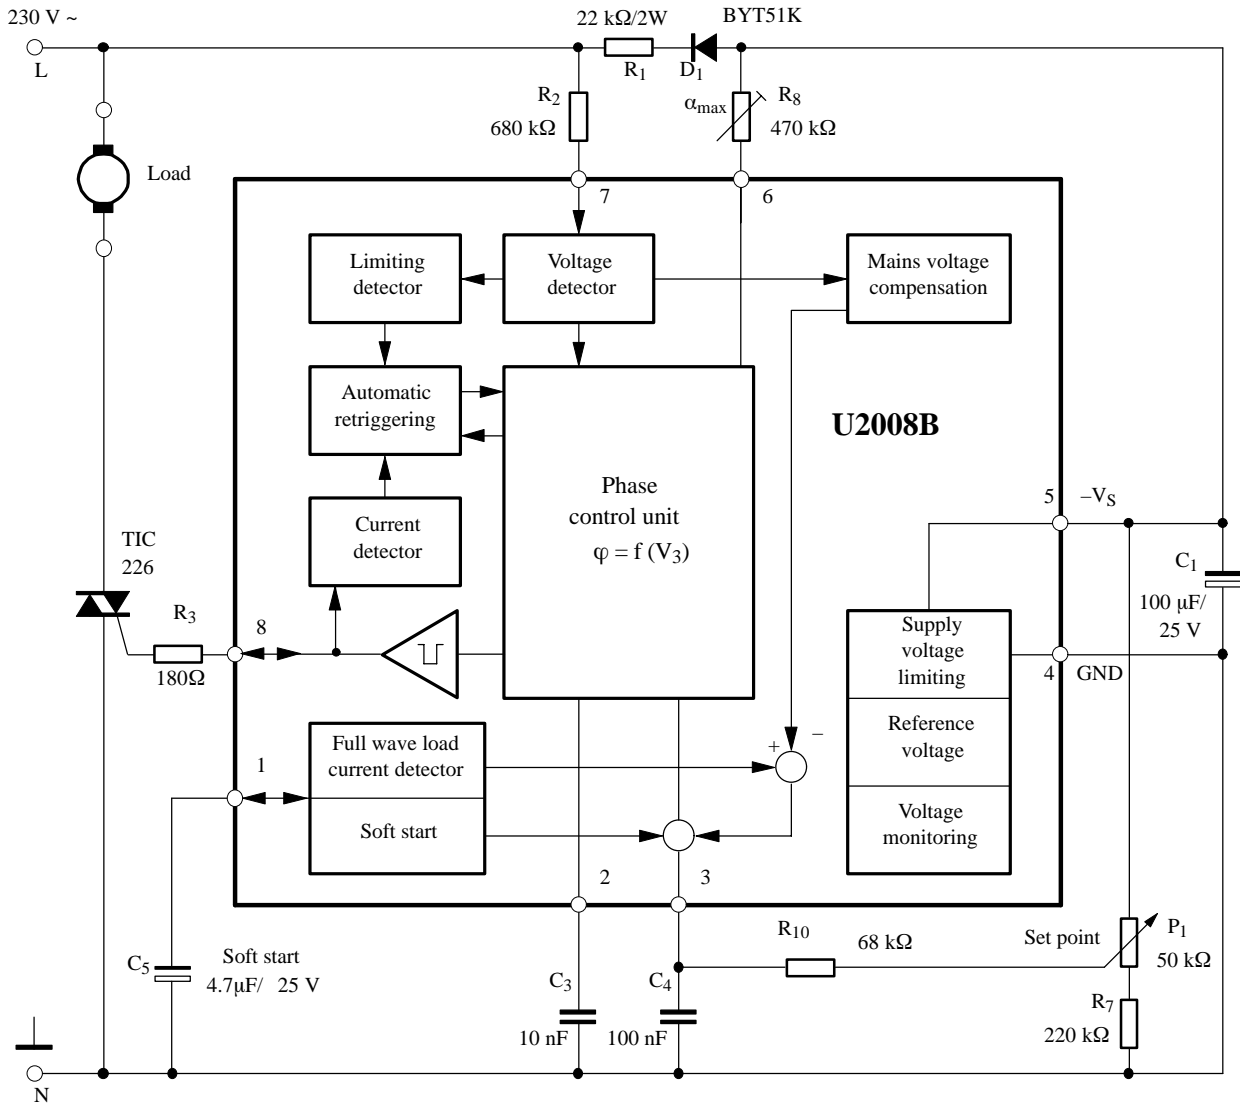 230 V ~
22 kΩ/2W
BYT51K
L
R1
D1
R2
680 kΩ
αmax
R8
470 kΩ
Load
7
6
Limiting
detector
Voltage
detector
Mains voltage
compensation
Automatic
retriggering
U2008B
Phase
control unit
φ = f (V3)
5
–VS
Current
detector
TIC
226
C1
100 µF/
25 V
R3
180Ω
8
Supply
voltage
limiting
4
GND
Reference
voltage
Voltage
monitoring
Full wave load
current detector
Soft start
1
+
–
2
3
R10
68 kΩ
Set point
P1
50 kΩ
C5
Soft start
4.7µF/ 25 V
C3
10 nF
C4
100 nF
R7
220 kΩ
N